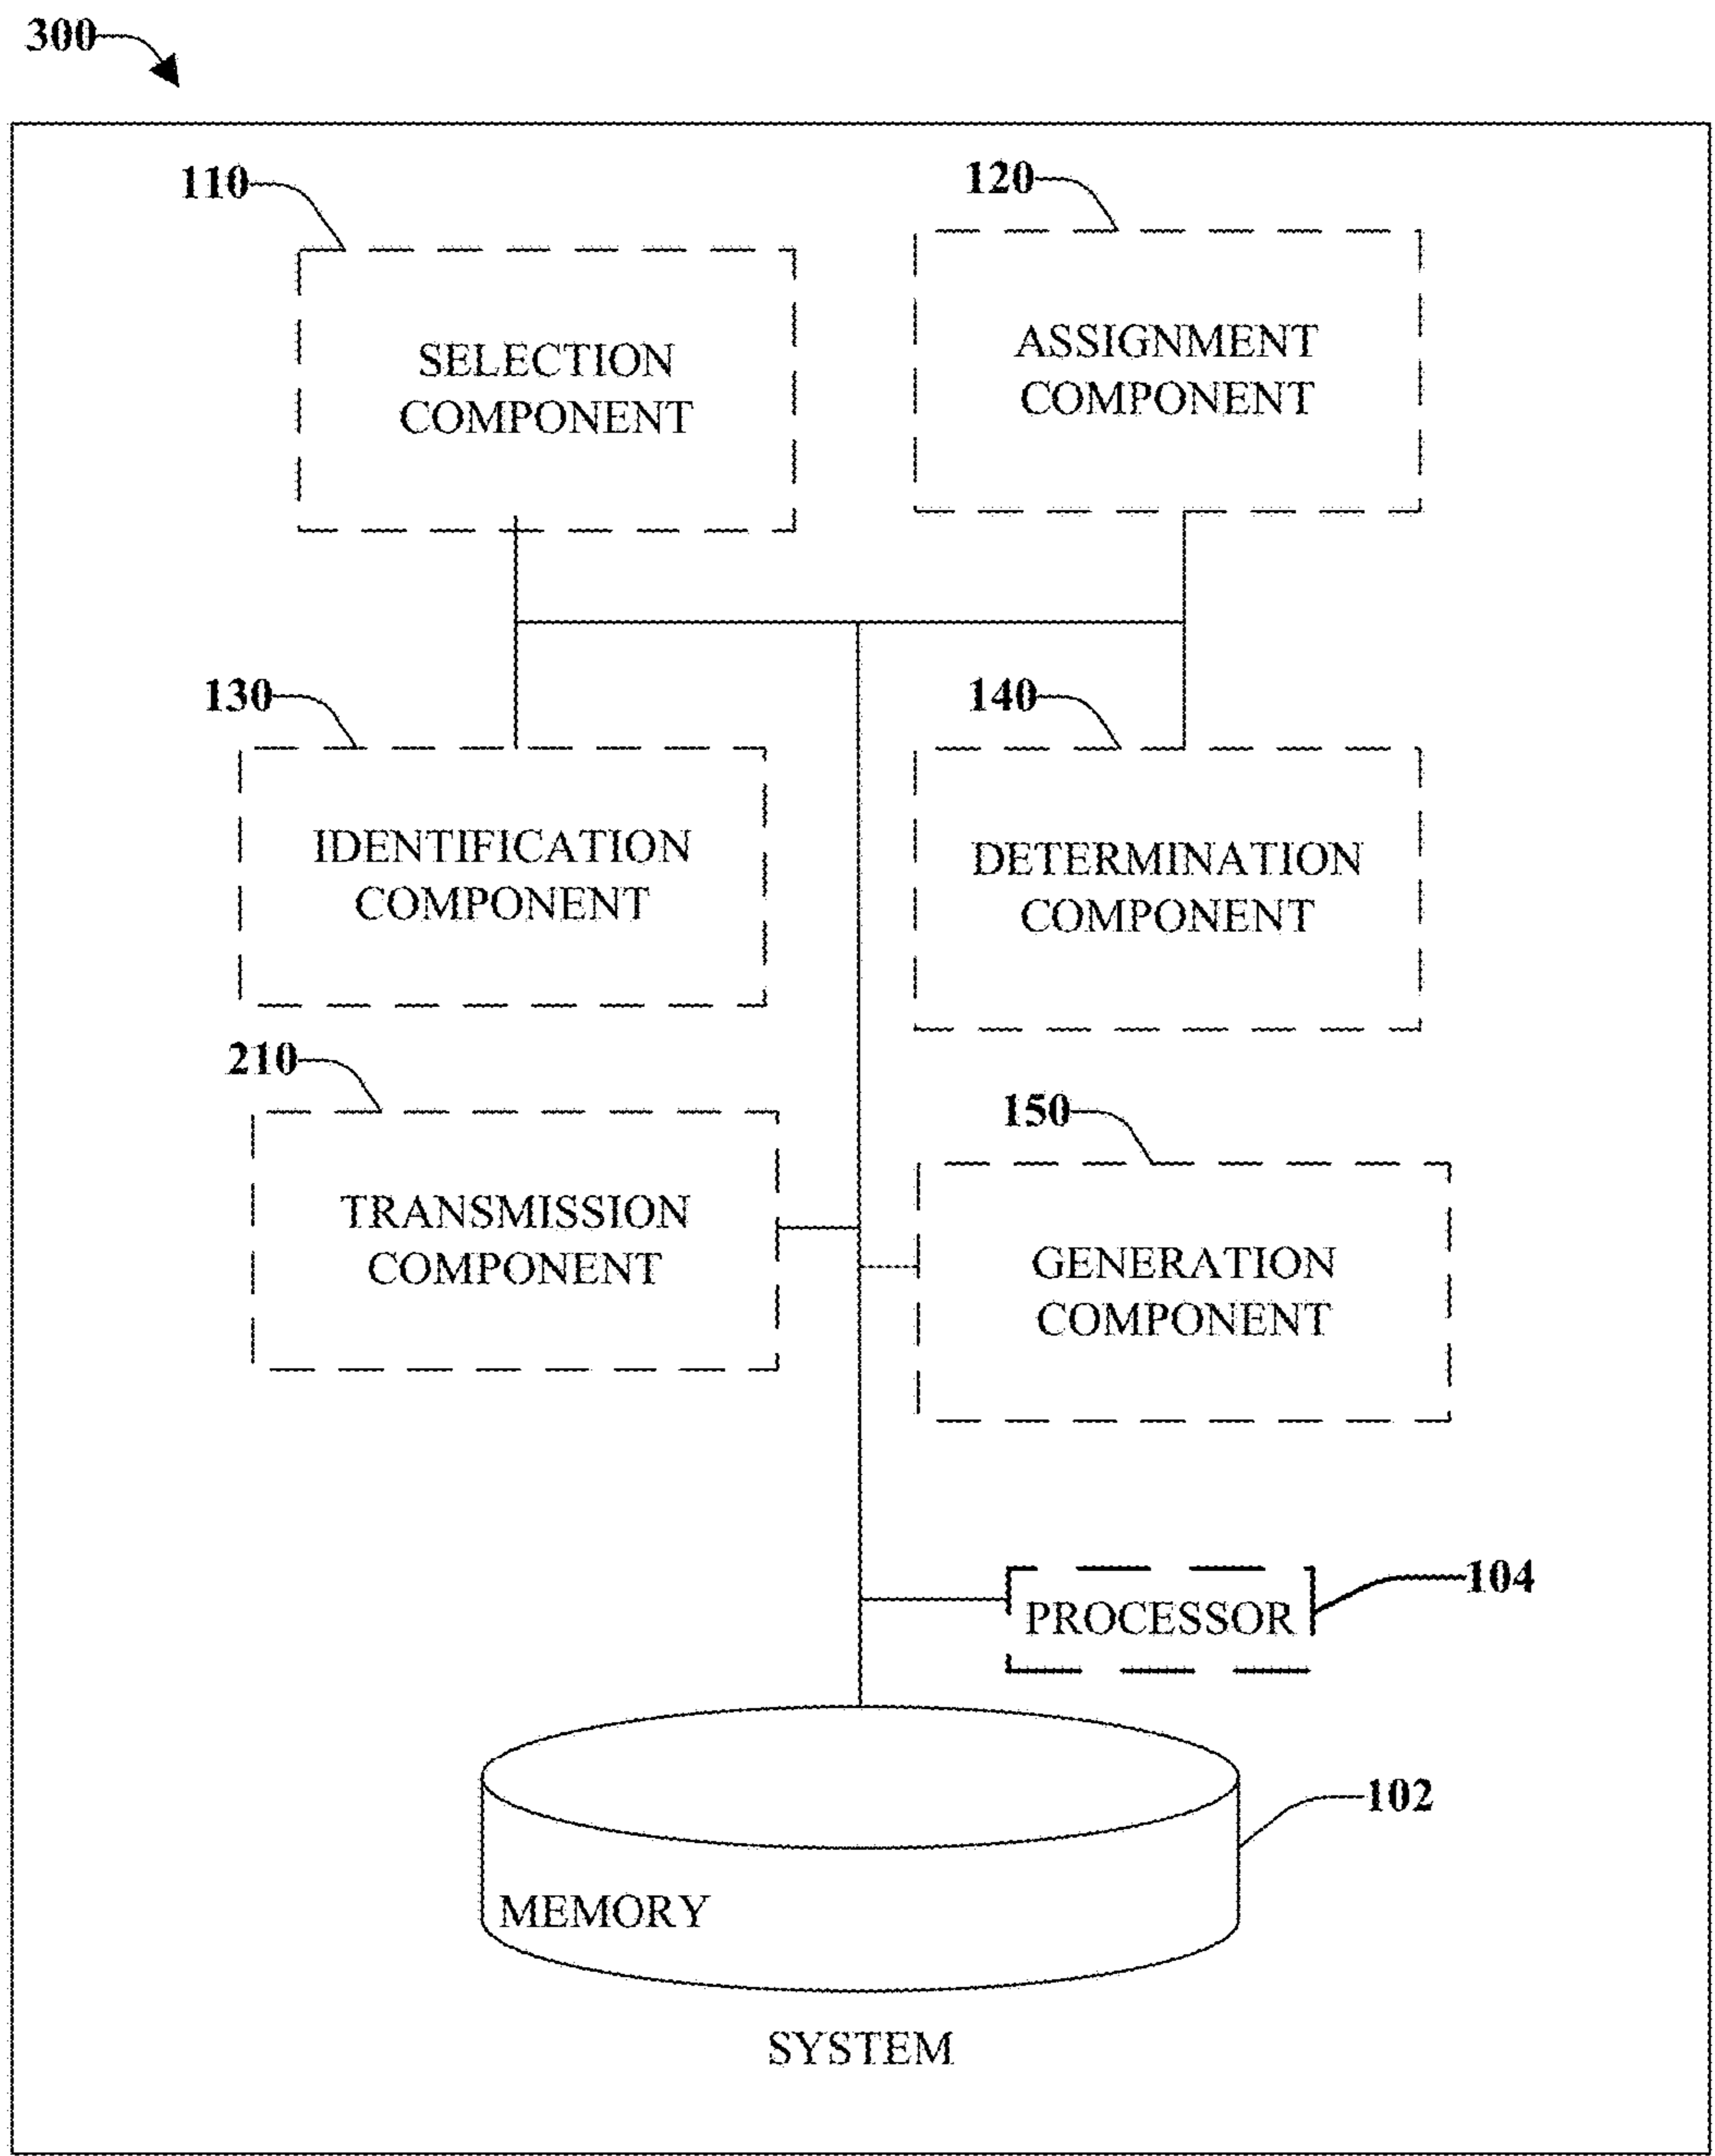 300
110
120
SELECTION
COMPONENT
ASSIGNMENT
COMPONENT
130
140
IDENTIFICATION
COMPONENT
DETERMINATION
COMPONENT
210
150
TRANSMISSION
COMPONENT
GENERATION
COMPONENT
PROCESSOR
104
102
MEMORY
SYSTEM